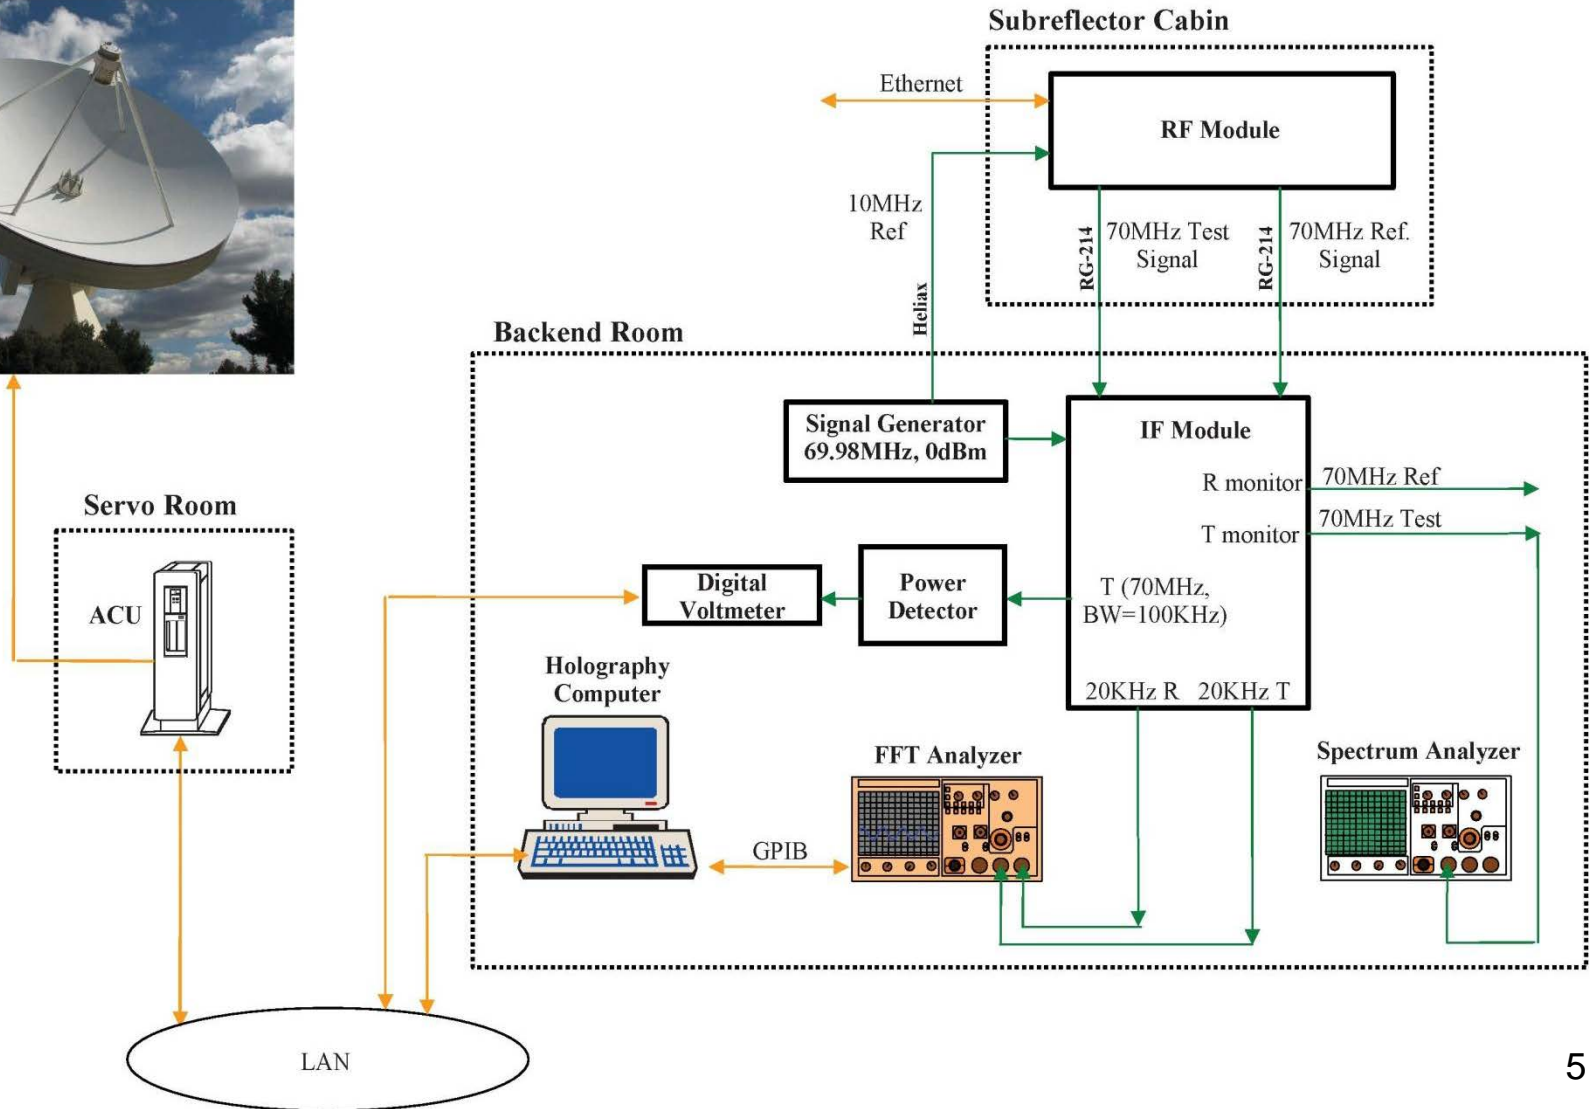 Subreflector Cabin
Ethernet
RF Module
10MHz
Ref
Heliax
RG-214
70MHz Test
Signal
RG-214
70MHz Ref.
Signal
Backend Room
Signal Generator
69.98MHz, 0dBm
IF Module
R monitor
70MHz Ref
T monitor
70MHz Test
Servo Room
ACU
Digital
Voltmeter
Power
Detector
T (70MHz,
BW=100KHz)
20KHz R
20KHz T
Holography
Computer
GPIB
FFT Analyzer
Spectrum Analyzer
LAN
5